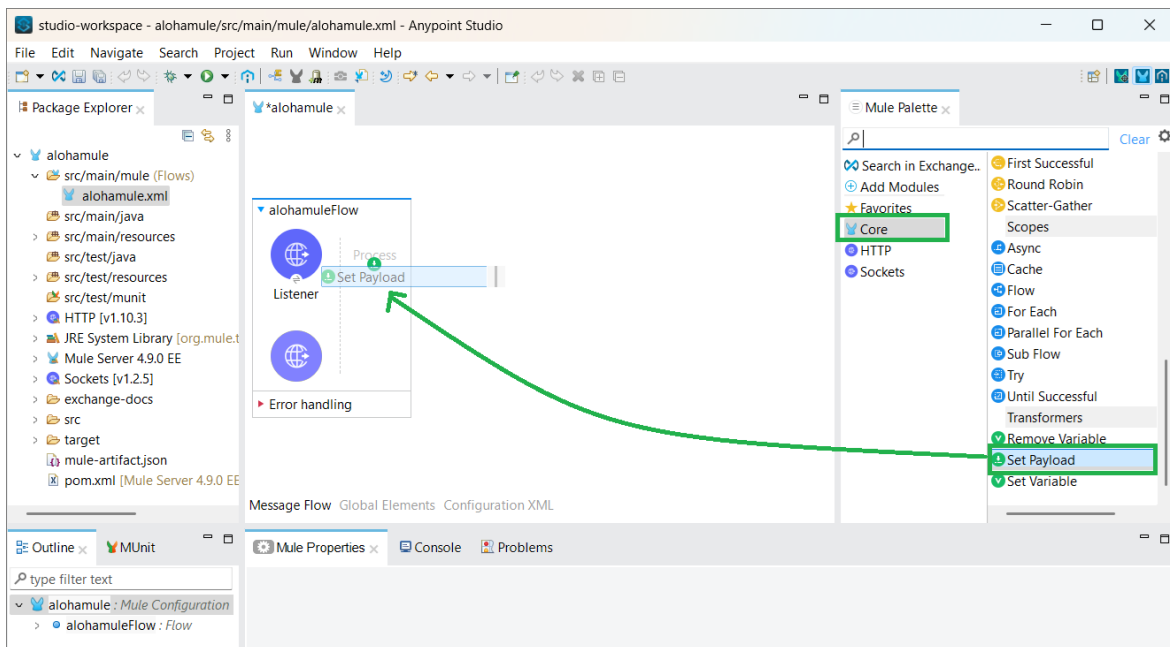 studio-workspace - alohamule/src/main/mule/alohamule.xml - Anypoint Studio
File Edit Navigate Search Project Run Window Help
Package Explorer
alohamule
src/main/mule (Flows)
alohamule.xml
src/main/java
src/main/resources
src/test/java
src/test/resources
src/test/munit
HTTP [v1.10.3]
JRE System Library [org.mule.t
Mule Server 4.9.0 EE
Sockets [v1.2.5]
exchange-docs
src
target
mule-artifact.json
pom.xml [Mule Server 4.9.0 EE
*alohamule
alohamuleFlow
Process
Set Payload
Listener
Error handling
Message Flow Global Elements Configuration XML
Mule Palette
Clear
Search in Exchange..
Add Modules
Favorites
Core
HTTP
Sockets
First Successful
Round Robin
Scatter-Gather
Scopes
Async
Cache
Flow
For Each
Parallel For Each
Sub Flow
Try
Until Successful
Transformers
Remove Variable
Set Payload
Set Variable
Outline MUnit
type filter text
alohamule : Mule Configuration
alohamuleFlow : Flow
Mule Properties Console Problems